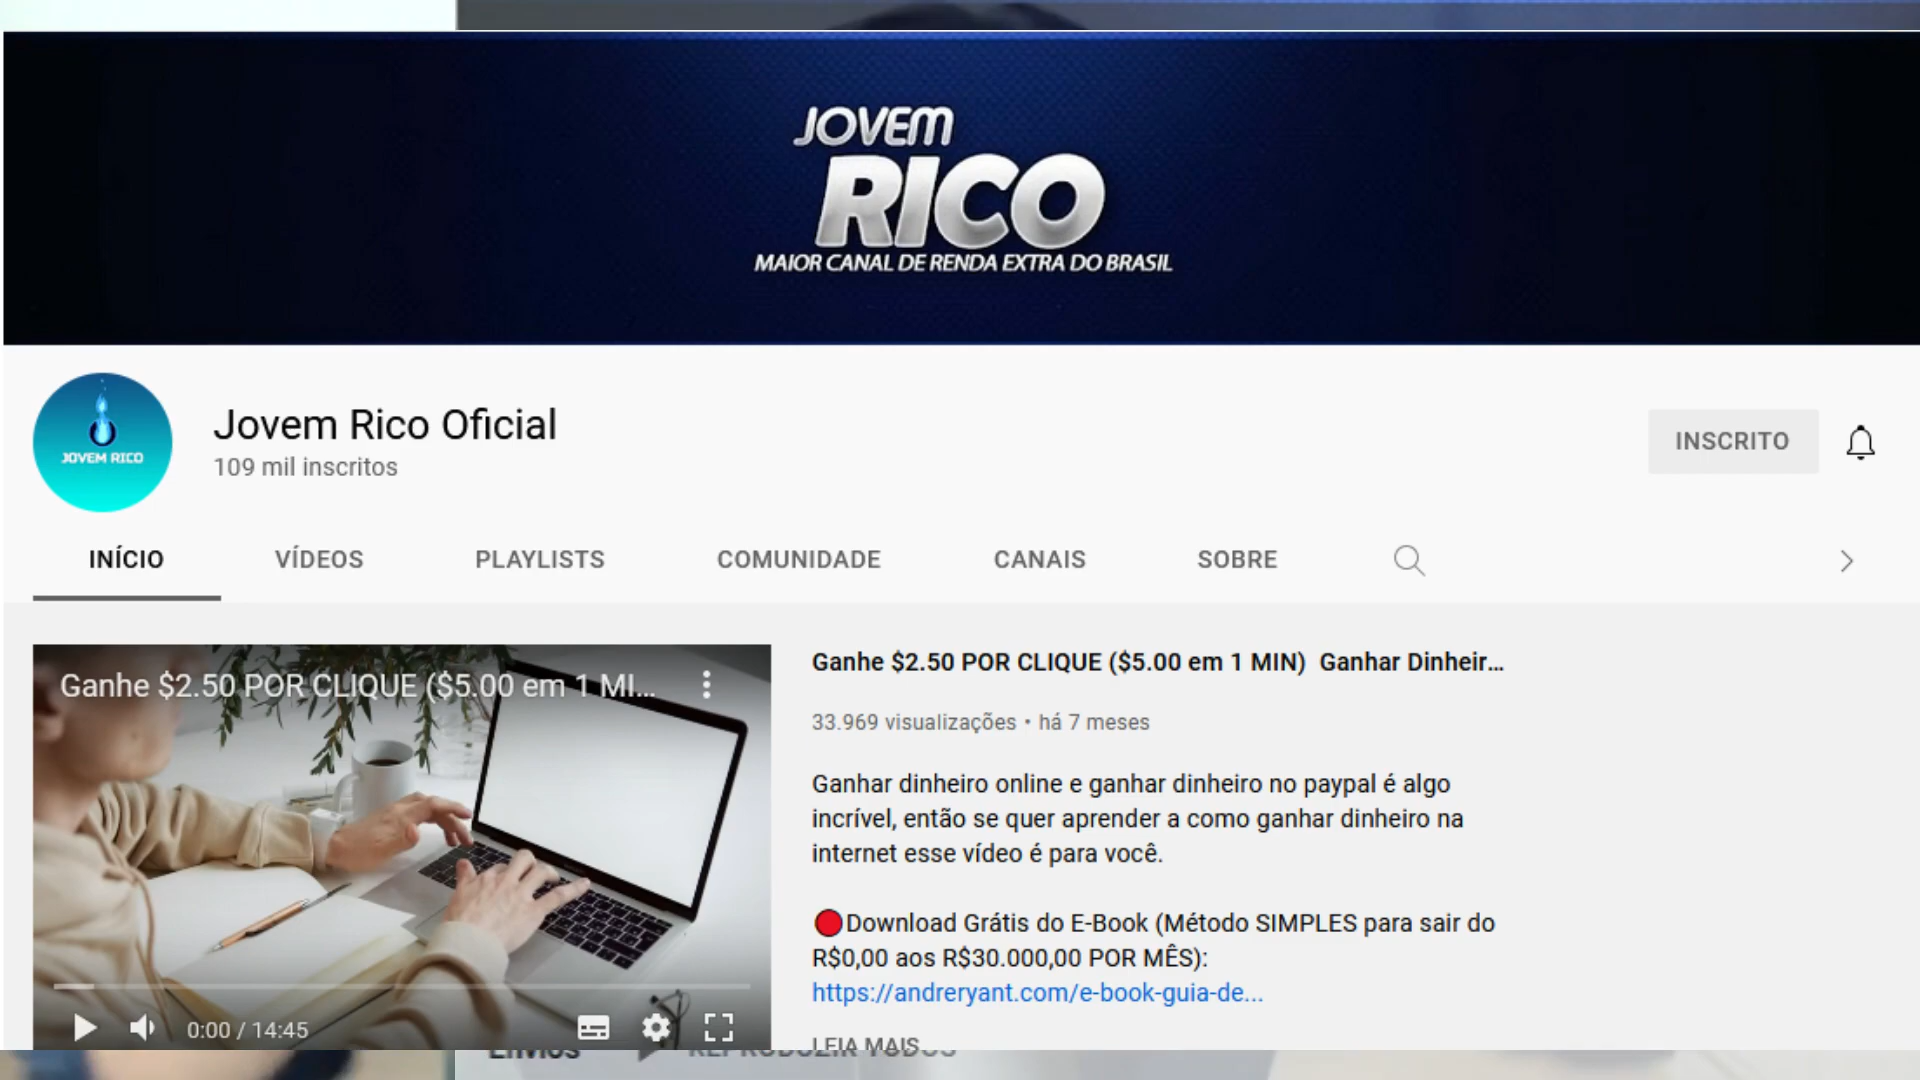 JOVEM
RICO
MAIOR CANAL DE RENDA EXTRA DO BRASIL
JOVEM RICO
Jovem Rico Oficial
109 mil inscritos
INSCRITO
INÍCIO
VÍDEOS
PLAYLISTS
COMUNIDADE
CANAIS
SOBRE
Ganhe $2.50 POR CLIQUE ($5.00 em 1 MI...
0:00 / 14:45
Ganhe $2.50 POR CLIQUE ($5.00 em 1 MIN)  Ganhar Dinheir...
33.969 visualizações • há 7 meses
Ganhar dinheiro online e ganhar dinheiro no paypal é algo
incrível, então se quer aprender a como ganhar dinheiro na
internet esse vídeo é para você.
🔴Download Grátis do E-Book (Método SIMPLES para sair do
R$0,00 aos R$30.000,00 POR MÊS):
https://andreryant.com/e-book-guia-de...
LEIA MAIS
Envios
REPRODUZIR TODOS